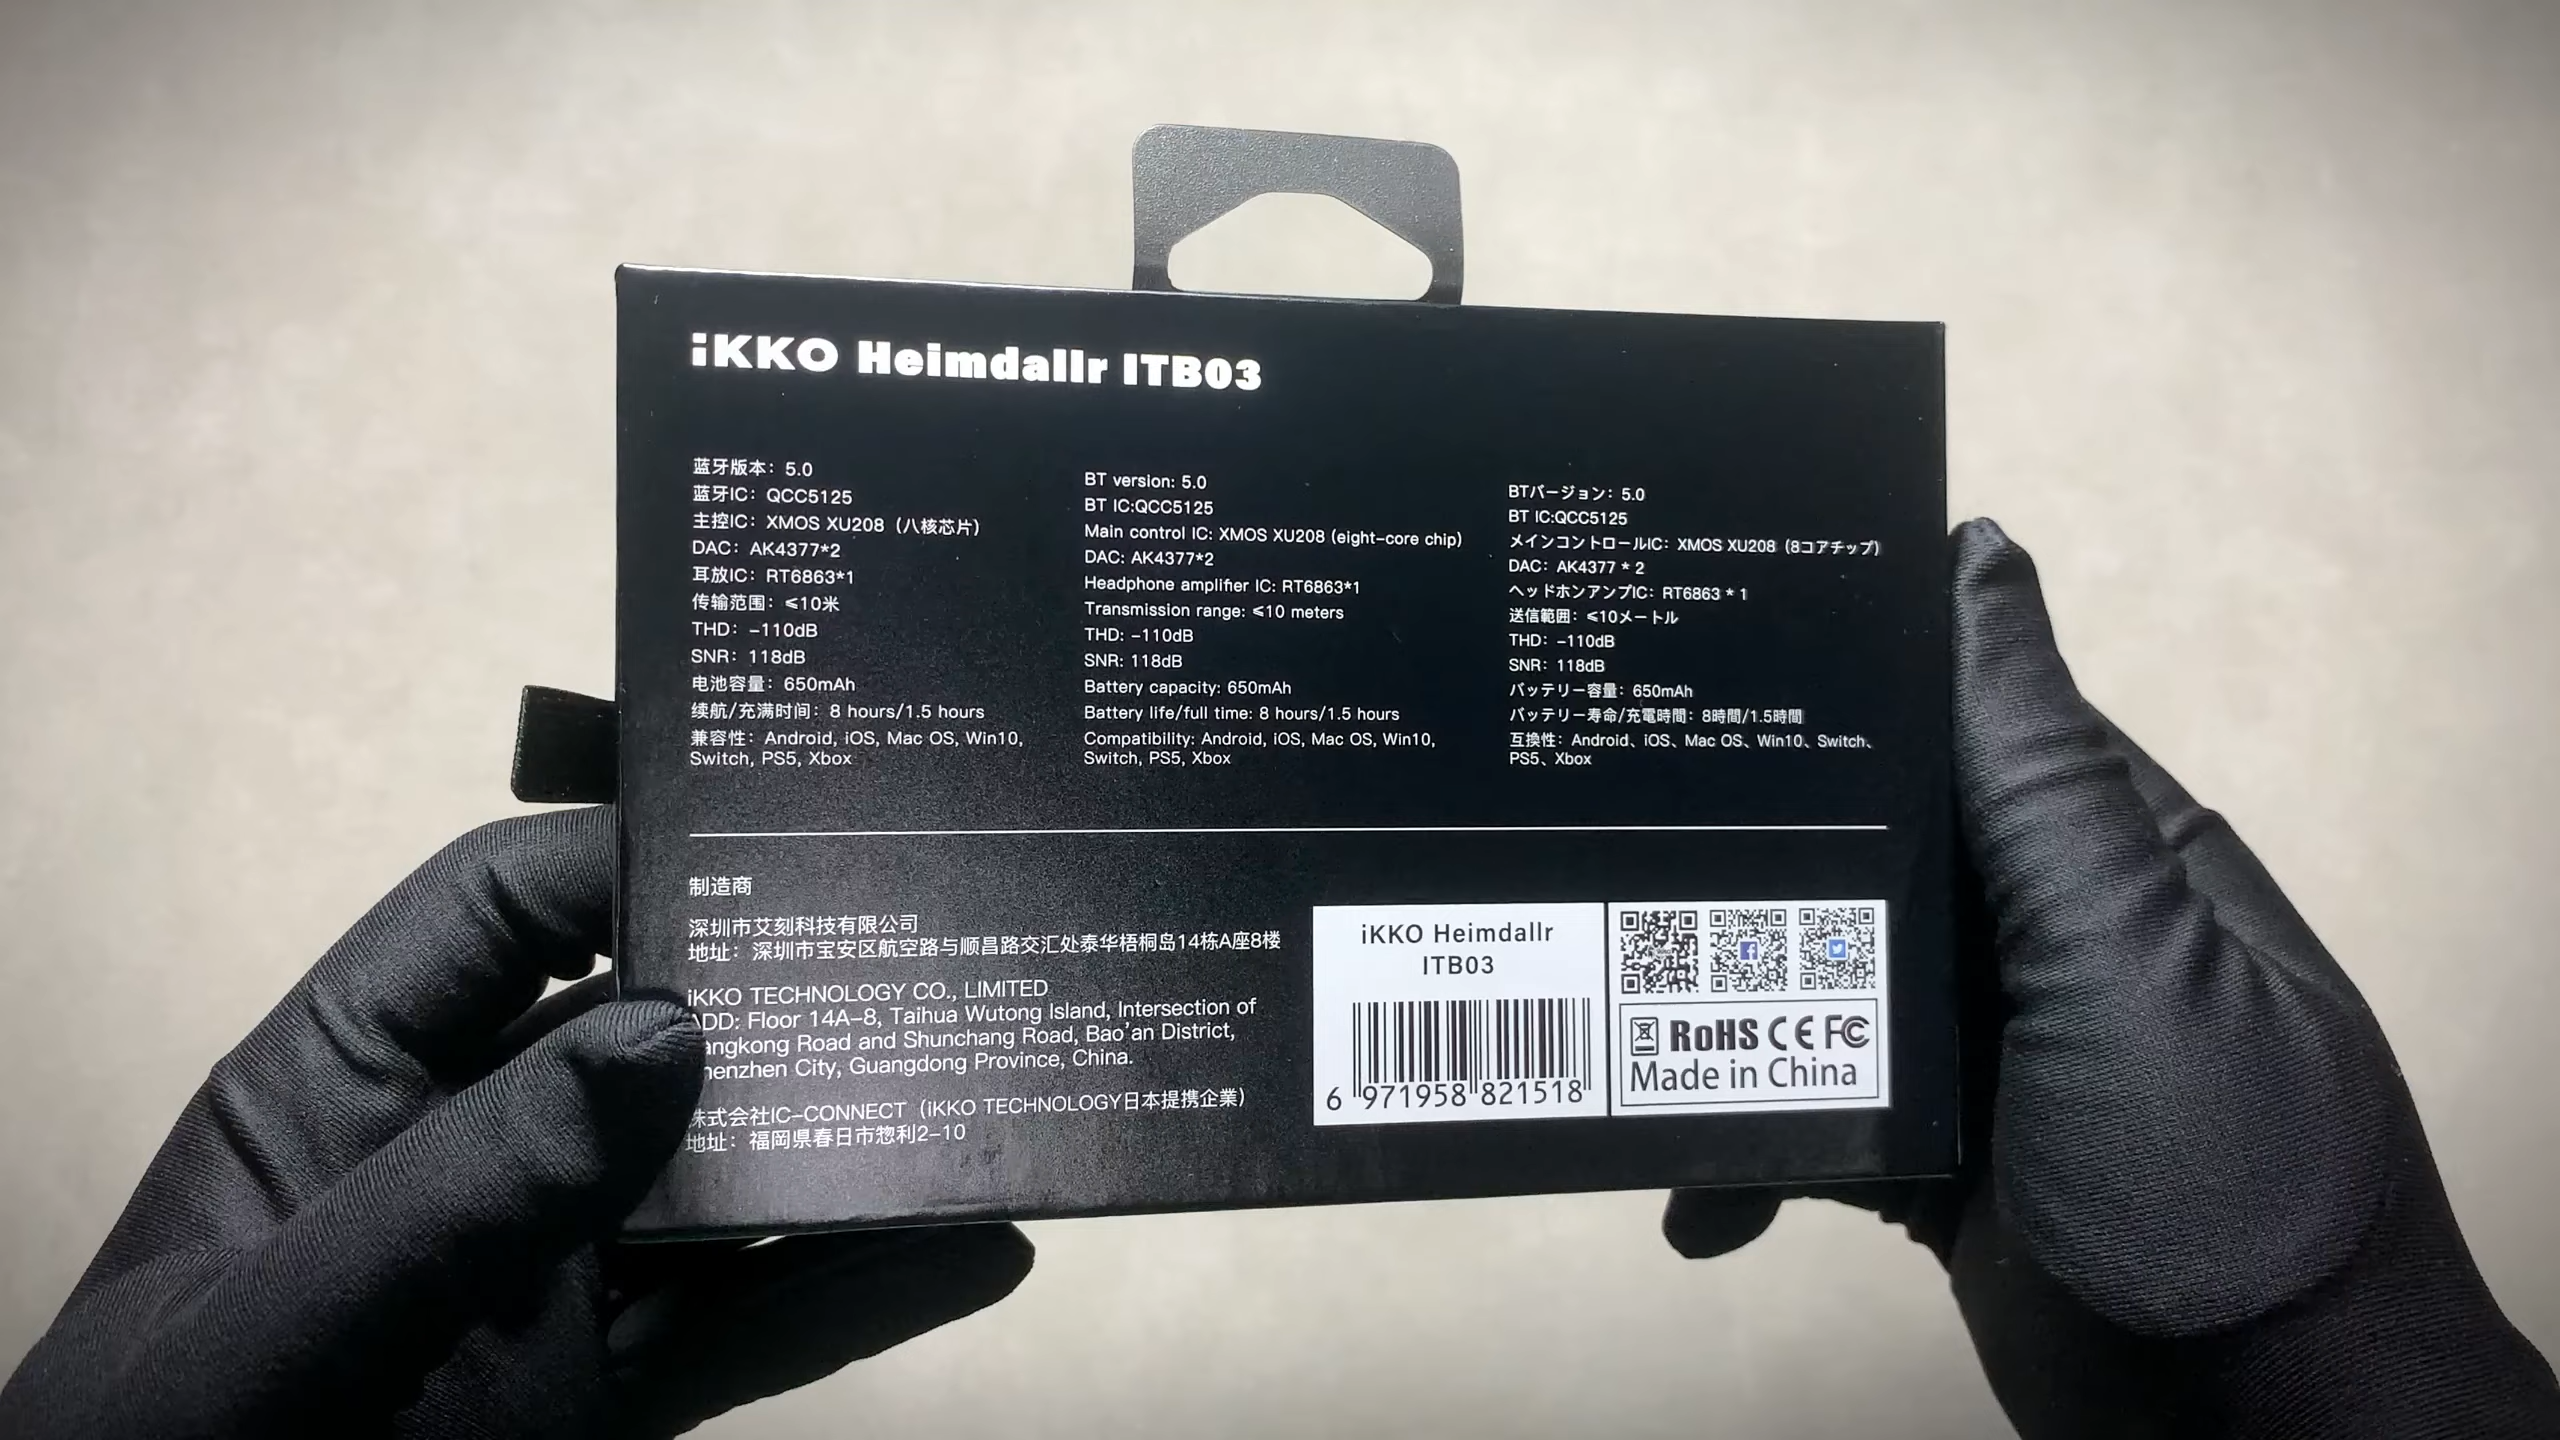 iKKO Heimdallr ITB03
蓝牙版本：5.0
蓝牙IC：QCC5125
主控IC：XMOS XU208（八核芯片）
DAC：AK4377*2
耳放IC：RT6863*1
传输范围：≤10米
THD：-110dB
SNR：118dB
电池容量：650mAh
续航/充满时间：8 hours/1.5 hours
兼容性：Android, iOS, Mac OS, Win10,
Switch, PS5, Xbox
BT version: 5.0
BT IC:QCC5125
Main control IC: XMOS XU208 (eight-core chip)
DAC: AK4377*2
Headphone amplifier IC: RT6863*1
Transmission range: ≤10 meters
THD: -110dB
SNR: 118dB
Battery capacity: 650mAh
Battery life/full time: 8 hours/1.5 hours
Compatibility: Android, iOS, Mac OS, Win10,
Switch, PS5, Xbox
BTバージョン：5.0
BT IC:QCC5125
メインコントロールIC：XMOS XU208（8コアチップ）
DAC：AK4377 * 2
ヘッドホンアンプIC：RT6863 * 1
送信範囲：≤10メートル
THD：-110dB
SNR：118dB
バッテリー容量：650mAh
バッテリー寿命/充電時間：8時間/1.5時間
互換性：Android、iOS、Mac OS、Win10、Switch、
PS5、Xbox
制造商
深圳市艾刻科技有限公司
地址：深圳市宝安区航空路与顺昌路交汇处泰华梧桐岛14栋A座8楼
iKKO TECHNOLOGY CO., LIMITED
ADD: Floor 14A-8, Taihua Wutong Island, Intersection of
angkong Road and Shunchang Road, Bao'an District,
henzhen City, Guangdong Province, China.
株式会社IC-CONNECT（iKKO TECHNOLOGY日本提携企業）
地址：福岡県春日市惣利2-10
iKKO Heimdallr
ITB03
6 971958 821518
RoHS CE FC
Made in China